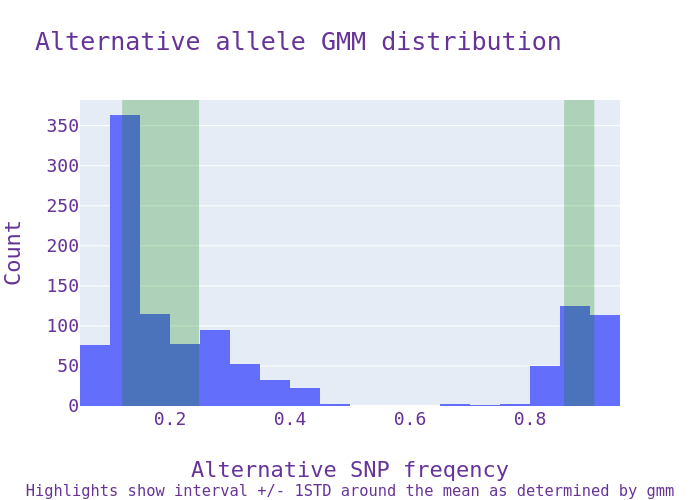 Alternative allele GMM distribution
350
300
250
200
150
100
50
0
Count
0.2 0.4 0.6 0.8
Alternative SNP freqency
Highlights show interval +/- 1STD around the mean as determined by gmm